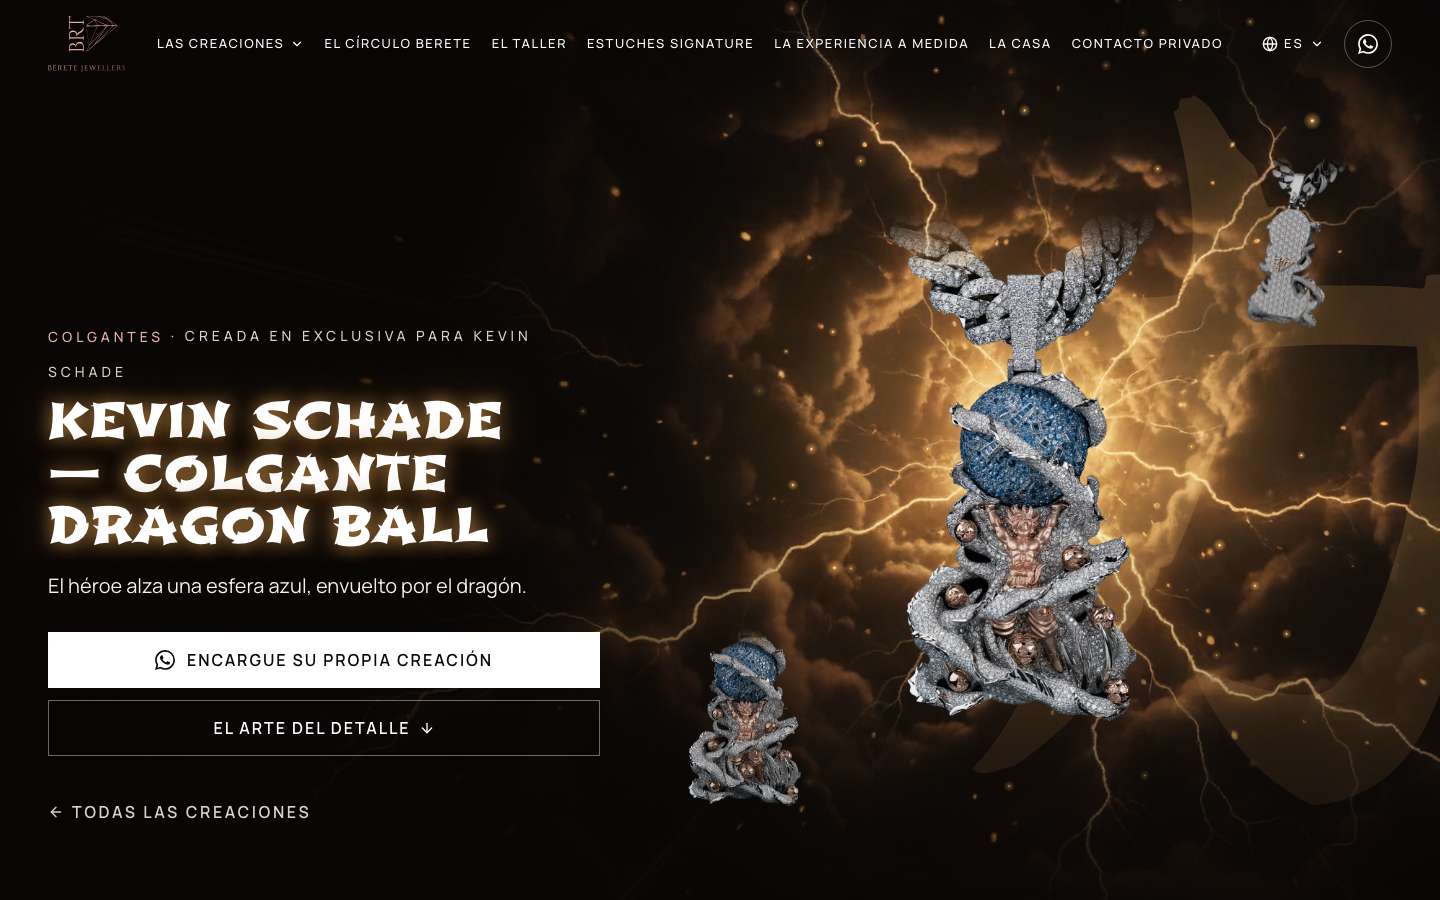 BRT
BERETE JEWELLERS
LAS CREACIONES
EL CÍRCULO BERETE
EL TALLER
ESTUCHES SIGNATURE
LA EXPERIENCIA A MEDIDA
LA CASA
CONTACTO PRIVADO
ES
COLGANTES · CREADA EN EXCLUSIVA PARA KEVIN
SCHADE
KEVIN SCHADE
— COLGANTE
DRAGON BALL
El héroe alza una esfera azul, envuelto por el dragón.
ENCARGUE SU PROPIA CREACIÓN
EL ARTE DEL DETALLE ↓
← TODAS LAS CREACIONES